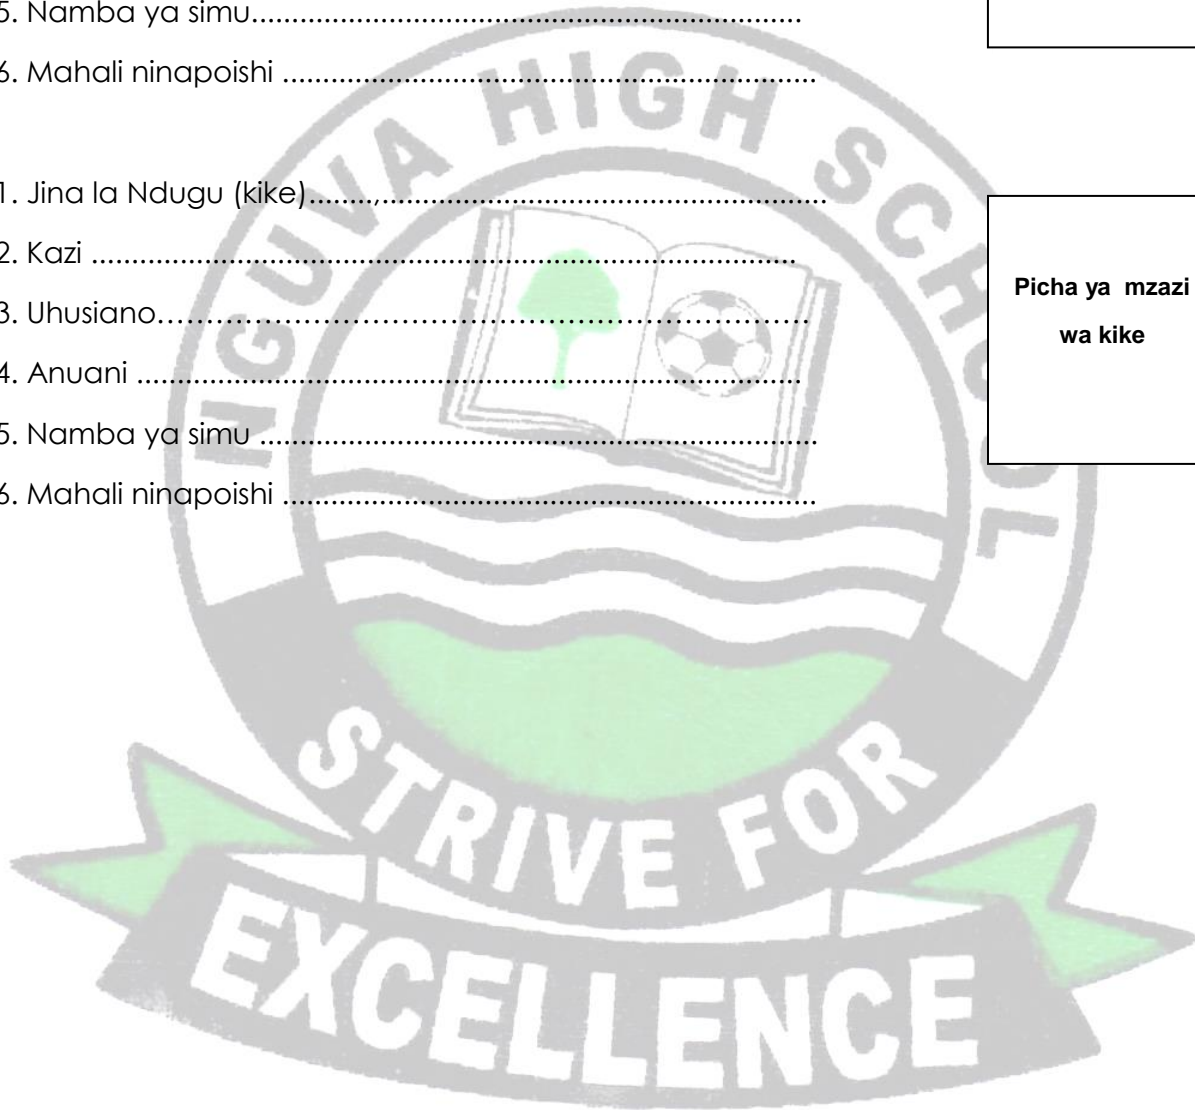 5. Namba ya simu...................................................................
6. Mahali ninapoishi .................................................................
1. Jina la Ndugu (kike)........,......................................................
2. Kazi ......................................................................................
3. Uhusiano................................................................................
4. Anuani .................................................................................
5. Namba ya simu ....................................................................
6. Mahali ninapoishi .................................................................
Picha ya mzazi
wa kike
NGUVA HIGH SCHOOL
STRIVE FOR
EXCELLENCE